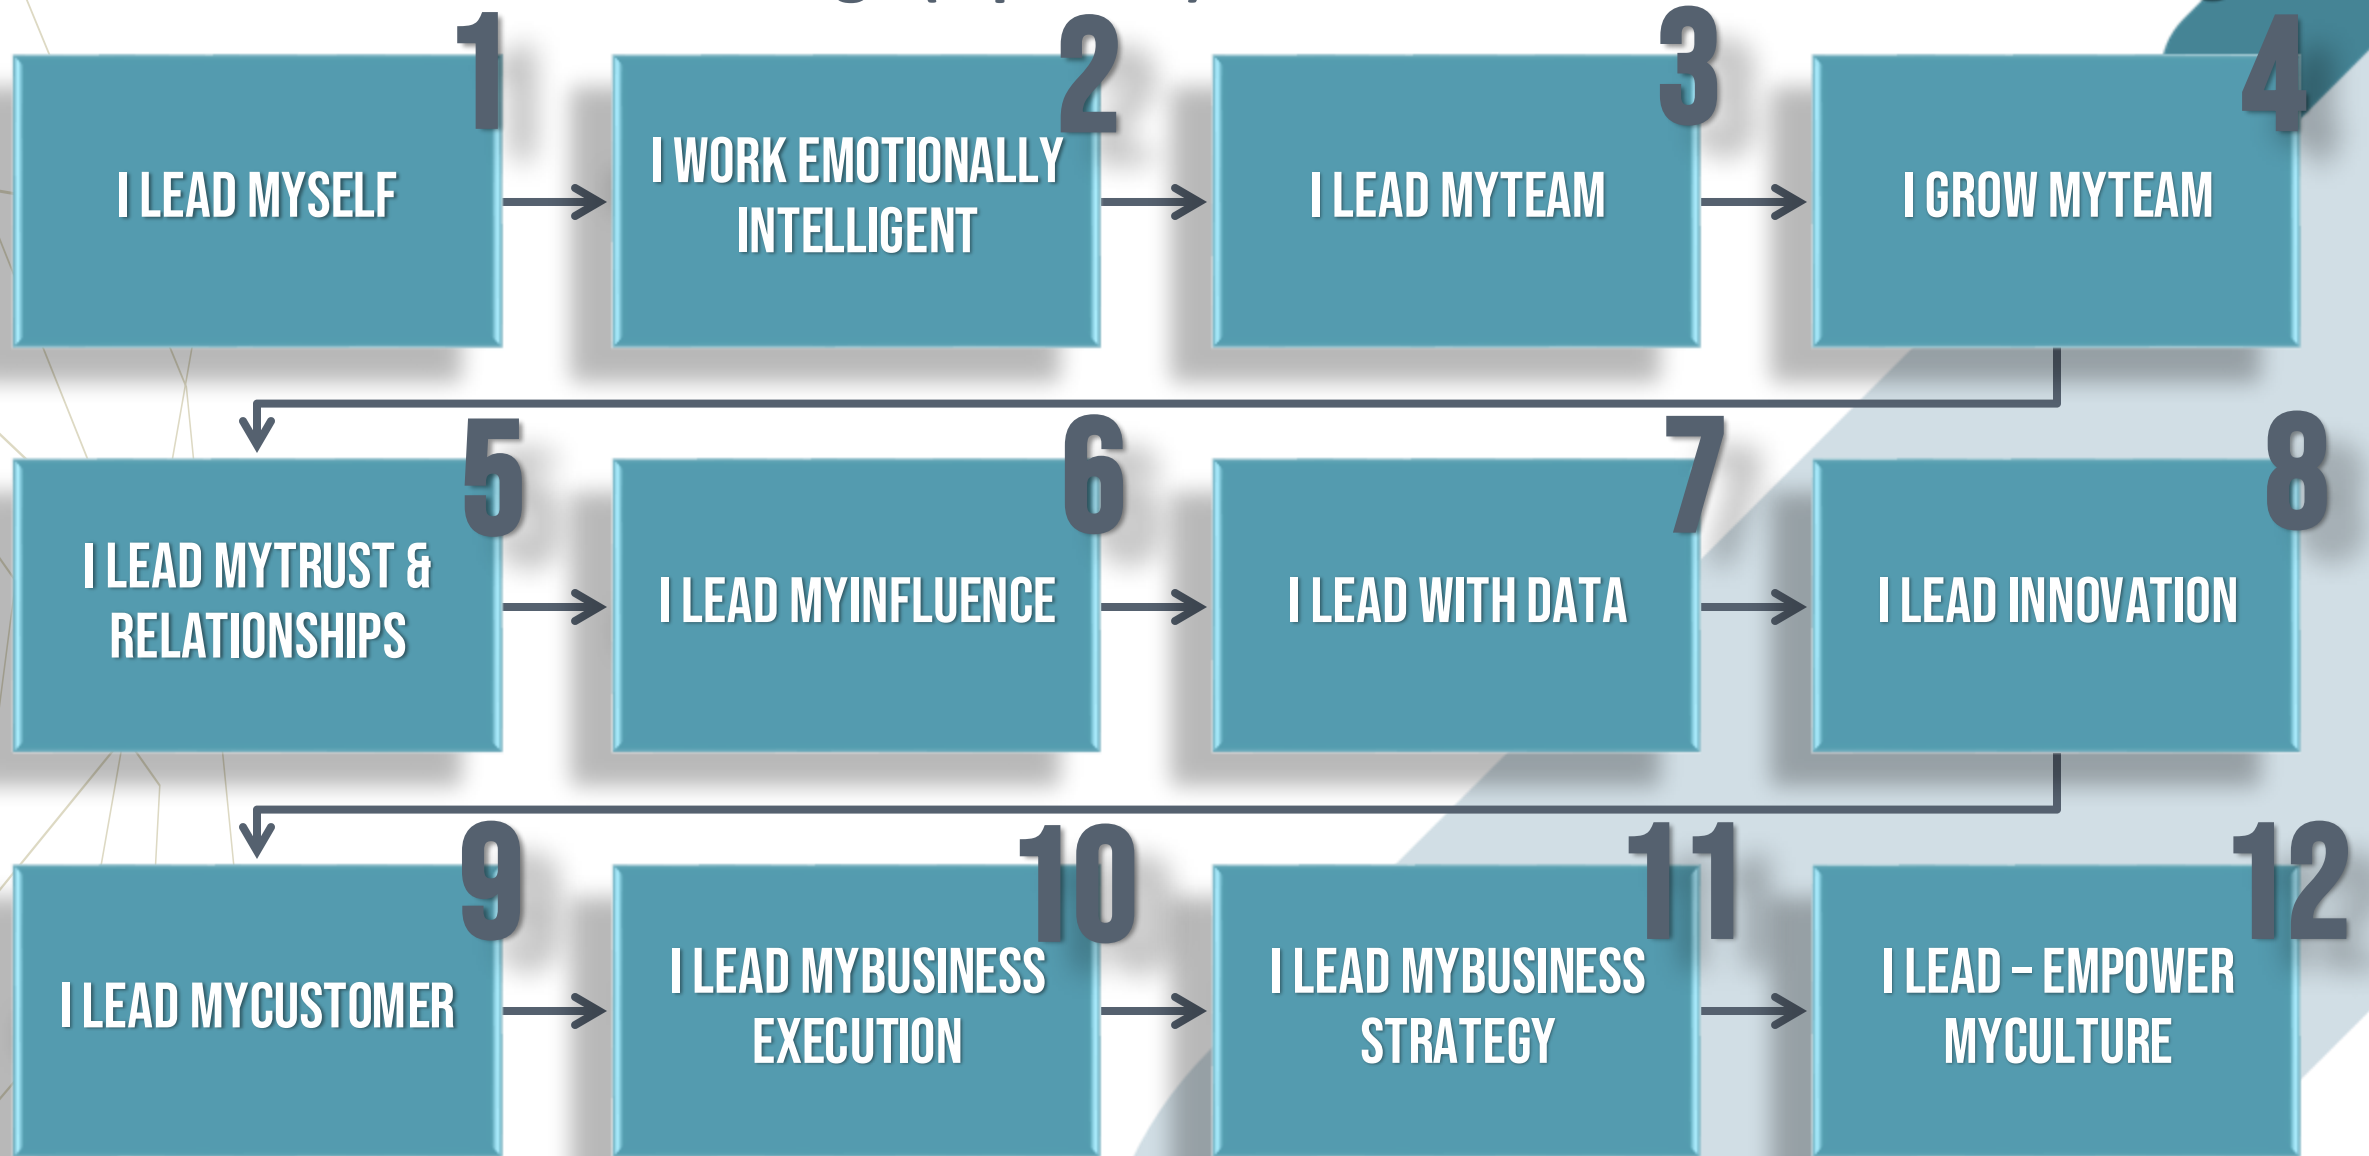 1
I LEAD MYSELF
2
I WORK EMOTIONALLY
INTELLIGENT
3
I LEAD MYTEAM
4
I GROW MYTEAM
5
I LEAD MYTRUST &
RELATIONSHIPS
6
I LEAD MYINFLUENCE
7
I LEAD WITH DATA
8
I LEAD INNOVATION
9
I LEAD MYCUSTOMER
10
I LEAD MYBUSINESS
EXECUTION
11
I LEAD MYBUSINESS
STRATEGY
12
I LEAD – EMPOWER
MYCULTURE